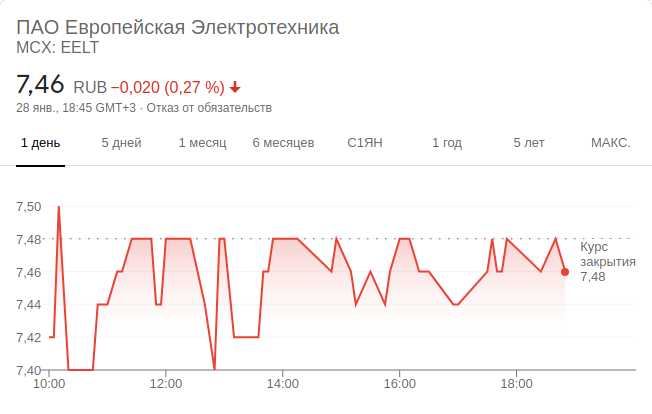 ПАО Европейская Электротехника
MCX: EELT
7,46 RUB −0,020 (0,27 %)
28 янв., 18:45 GMT+3 · Отказ от обязательств
1 день 5 дней 1 месяц 6 месяцев С1ЯН 1 год 5 лет МАКС.
7,50
7,48
7,46
7,44
7,42
7,40
Курс
закрытия
7,48
10:00 12:00 14:00 16:00 18:00